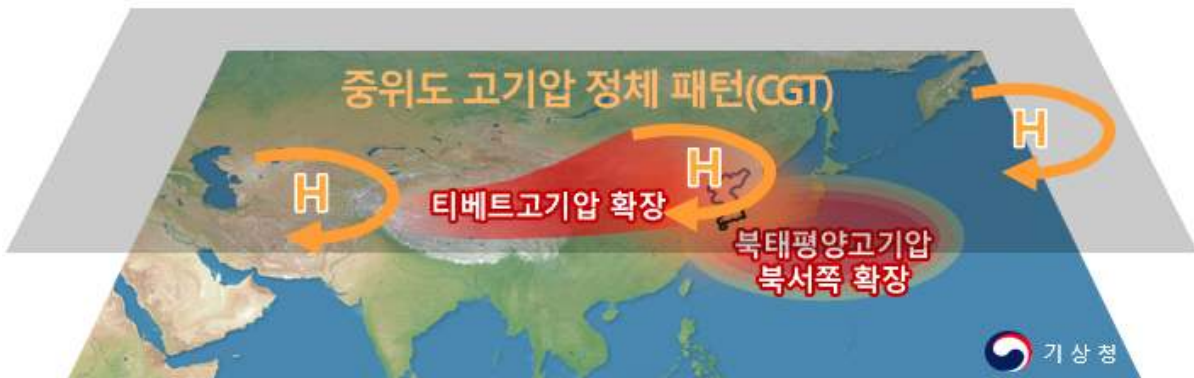 중위도 고기압 정체 패턴(CGT)
H
H
H
티베트고기압 확장
북태평양고기압
북서쪽 확장
기상청